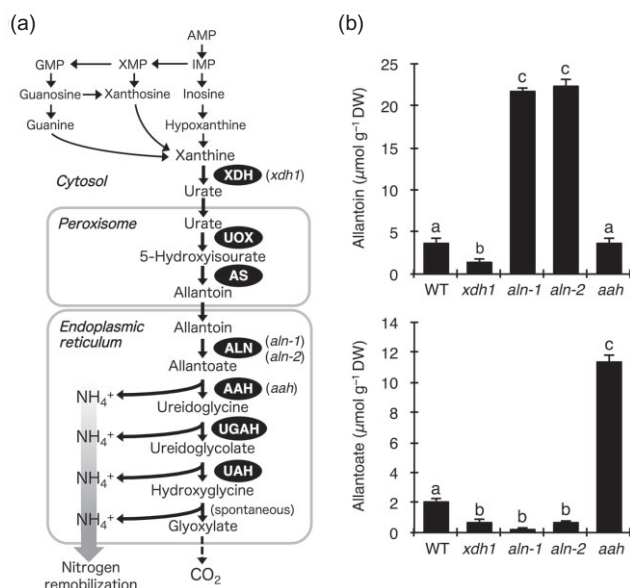 (a)
AMP
GMP XMP IMP
Guanosine Xanthosine Inosine
Guanine Hypoxanthine
Xanthine
Cytosol XDH (xdh1)
Urate
Peroxisome Urate
UOX
5-Hydroxyisourate
AS
Allantoin
Endoplasmic reticulum Allantoin
ALN (aln-1)
(aln-2)
Allantoate
NH₄⁺ AAH (aah)
Ureidoglycine
NH₄⁺ UGAH
Ureidoglycolate
NH₄⁺ UAH
Hydroxyglycine
NH₄⁺ (spontaneous)
Glyoxylate
Nitrogen remobilization CO₂
(b)
Allantoin (µmol g⁻¹ DW)
25
20
15
10
5
0
a b c c a
WT xdh1 aln-1 aln-2 aah
Allantoate (µmol g⁻¹ DW)
14
12
10
8
6
4
2
0
a b b b c
WT xdh1 aln-1 aln-2 aah